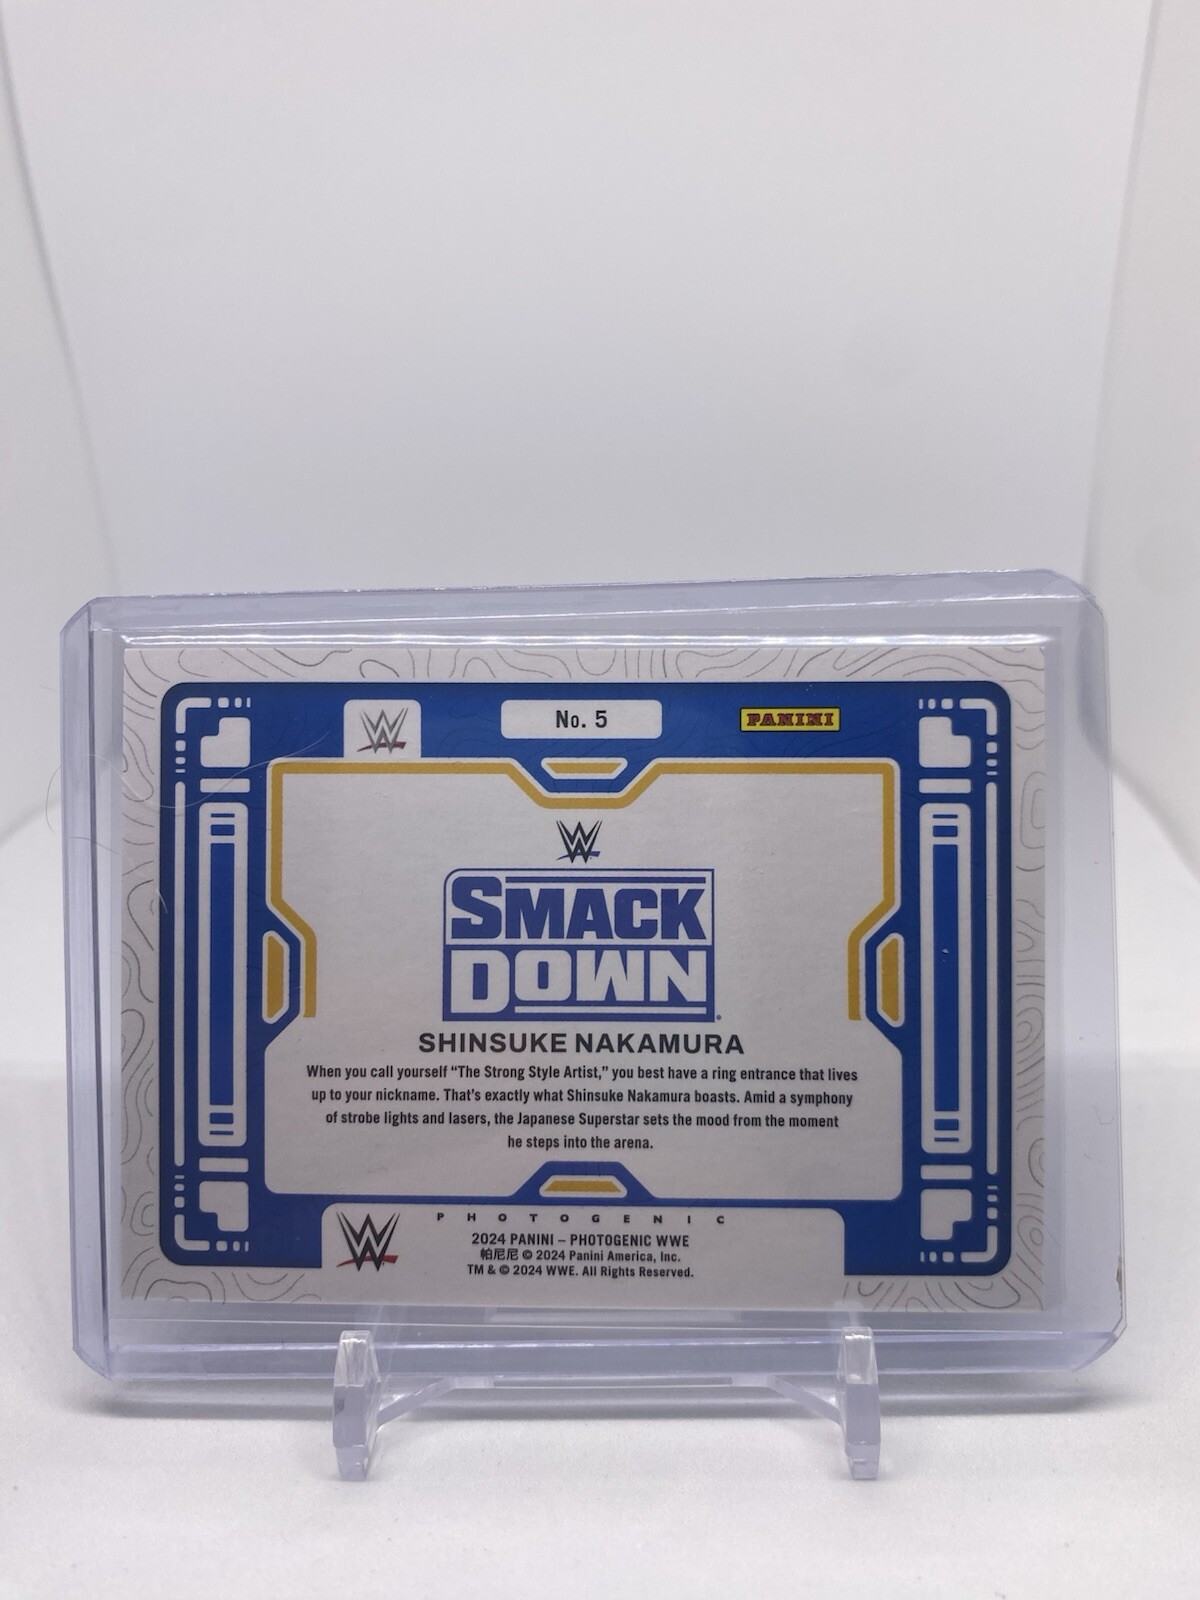 W
No. 5
PANINI
W
SMACK
DOWN
SHINSUKE NAKAMURA
When you call yourself “The Strong Style Artist,” you best have a ring entrance that lives
up to your nickname. That’s exactly what Shinsuke Nakamura boasts. Amid a symphony
of strobe lights and lasers, the Japanese Superstar sets the mood from the moment
he steps into the arena.
PHOTOGENIC
W
2024 PANINI – PHOTOGENIC WWE
帕尼尼 © 2024 Panini America, Inc.
TM & © 2024 WWE. All Rights Reserved.